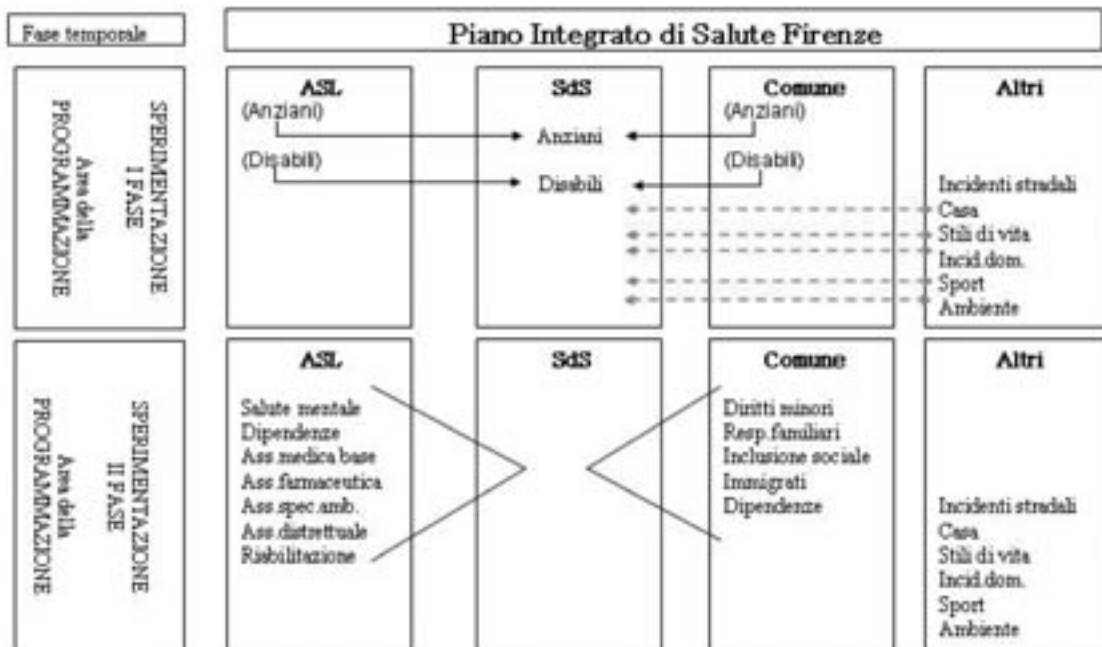 Fase temporale
Piano Integrato di Salute Firenze
SPERIMENTAZIONE
I FASE
Area della
PROGRAMMAZIONE
ASL
(Anziani)
(Disabili)
SdS
Anziani
Disabili
Comune
(Anziani)
(Disabili)
Altri
Incidenti stradali
Casa
Stili di vita
Incid.dom.
Sport
Ambiente
SPERIMENTAZIONE
II FASE
Area della
PROGRAMMAZIONE
ASL
Salute mentale
Dipendenze
Ass.medica base
Ass.farmaceutica
Ass.spec.amb.
Ass.distrettuale
Riabilitazione
SdS
Comune
Diritti minori
Resp.familiari
Inclusione sociale
Immigrati
Dipendenze
Altri
Incidenti stradali
Casa
Stili di vita
Incid.dom.
Sport
Ambiente